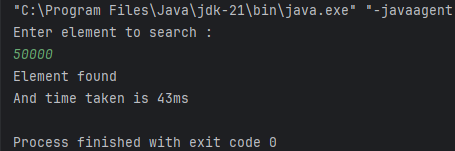 "C:\Program Files\Java\jdk-21\bin\java.exe" "-javaagent
Enter element to search :
50000
Element found
And time taken is 43ms
Process finished with exit code 0